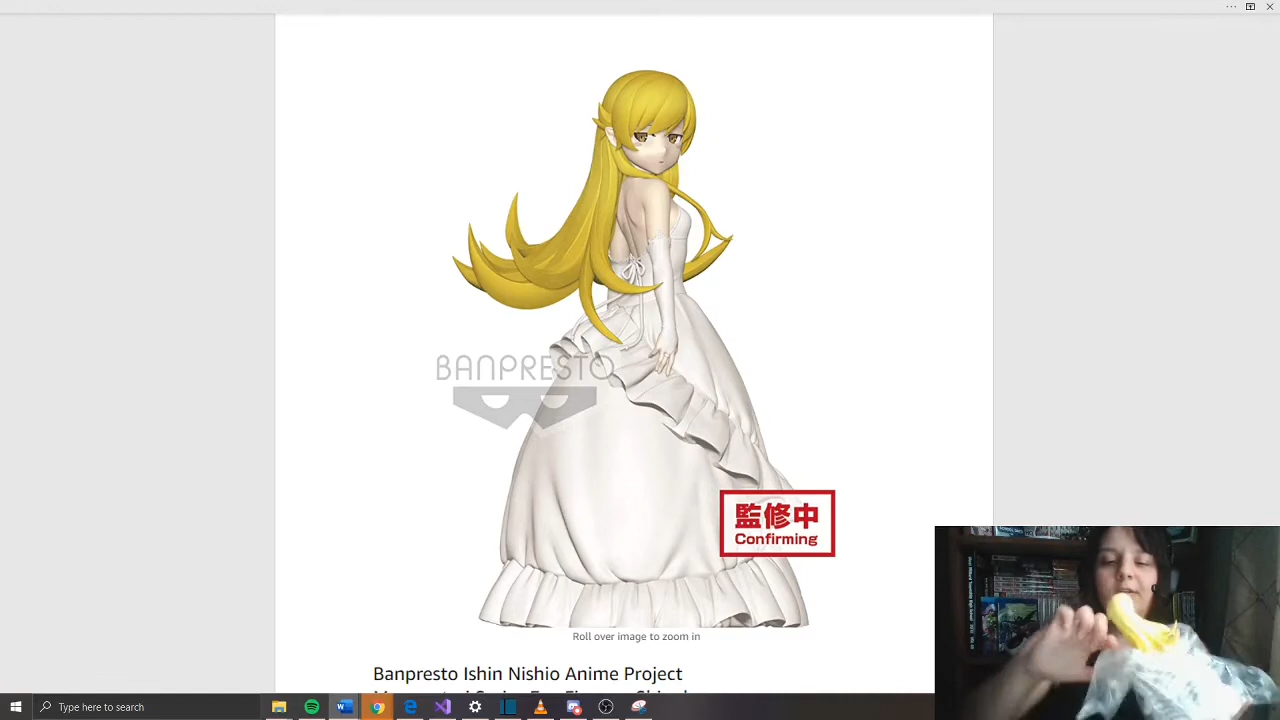 BANPRESTO
監修中
Confirming
Roll over image to zoom in
Banpresto Ishin Nishio Anime Project
Type here to search